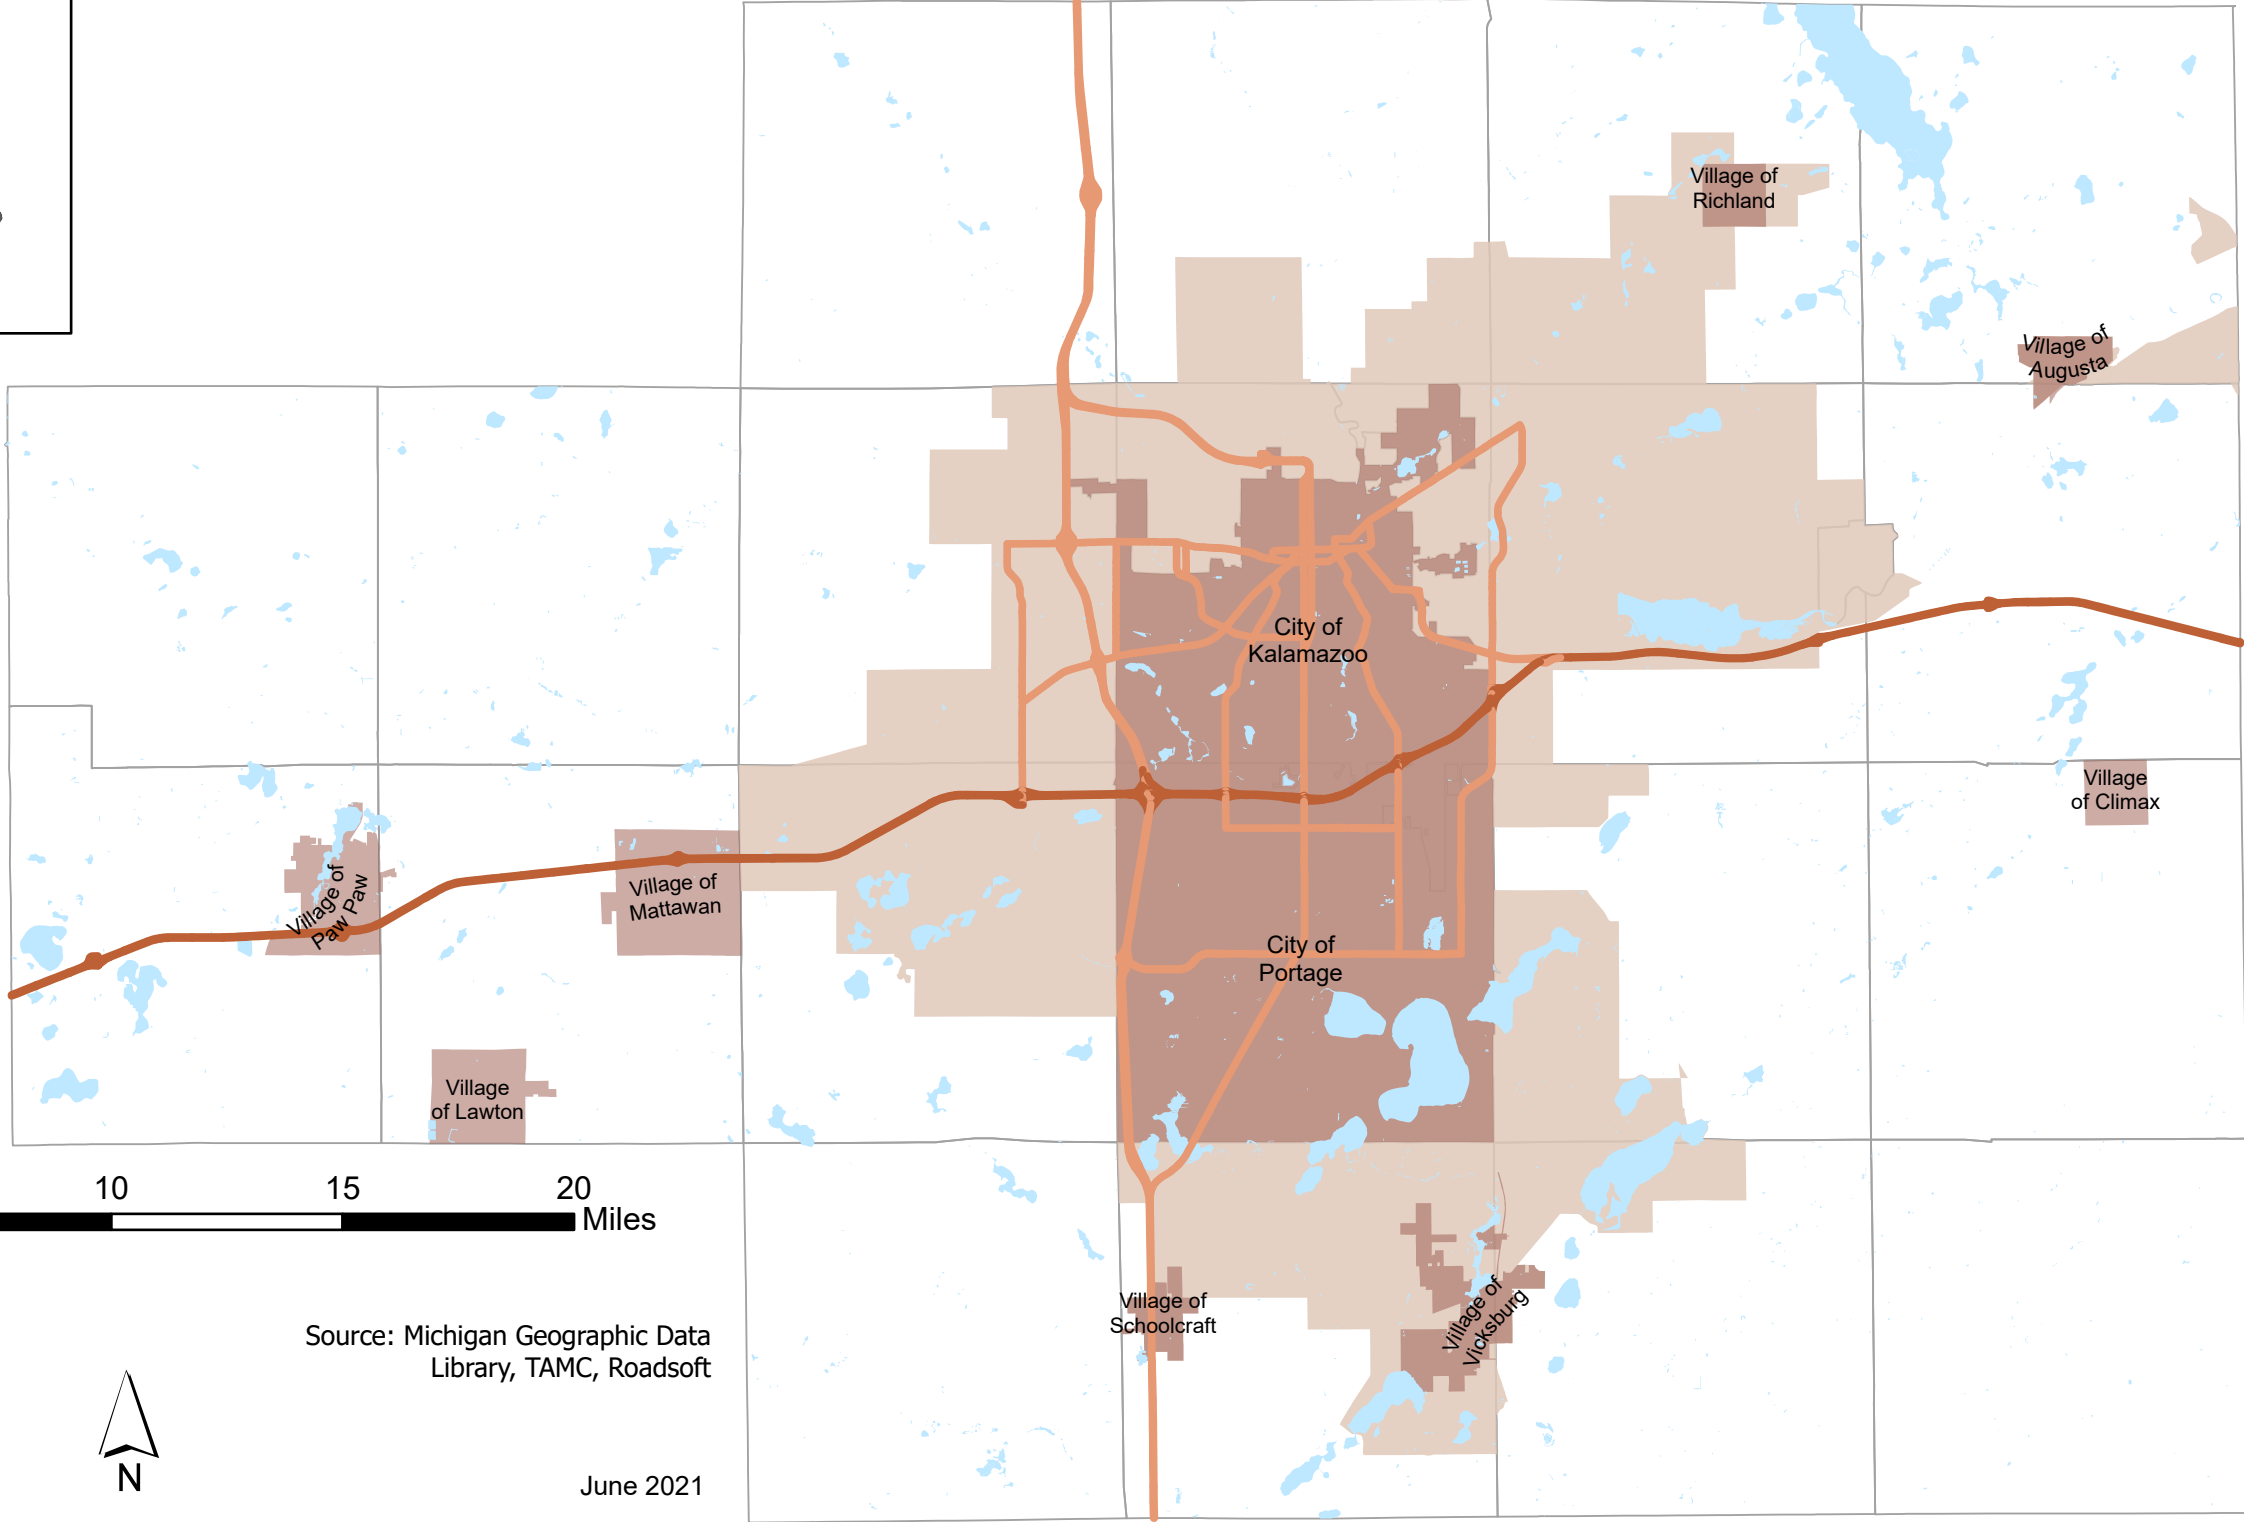 Village of
Richland
Village of
Augusta
City of
Kalamazoo
Village
of Climax
Village of
Paw Paw
Village of
Mattawan
City of
Portage
Village
of Lawton
10 15 20
Miles
Village of
Schoolcraft
Village of
Vicksburg
Source: Michigan Geographic Data
Library, TAMC, Roadsoft
N
June 2021